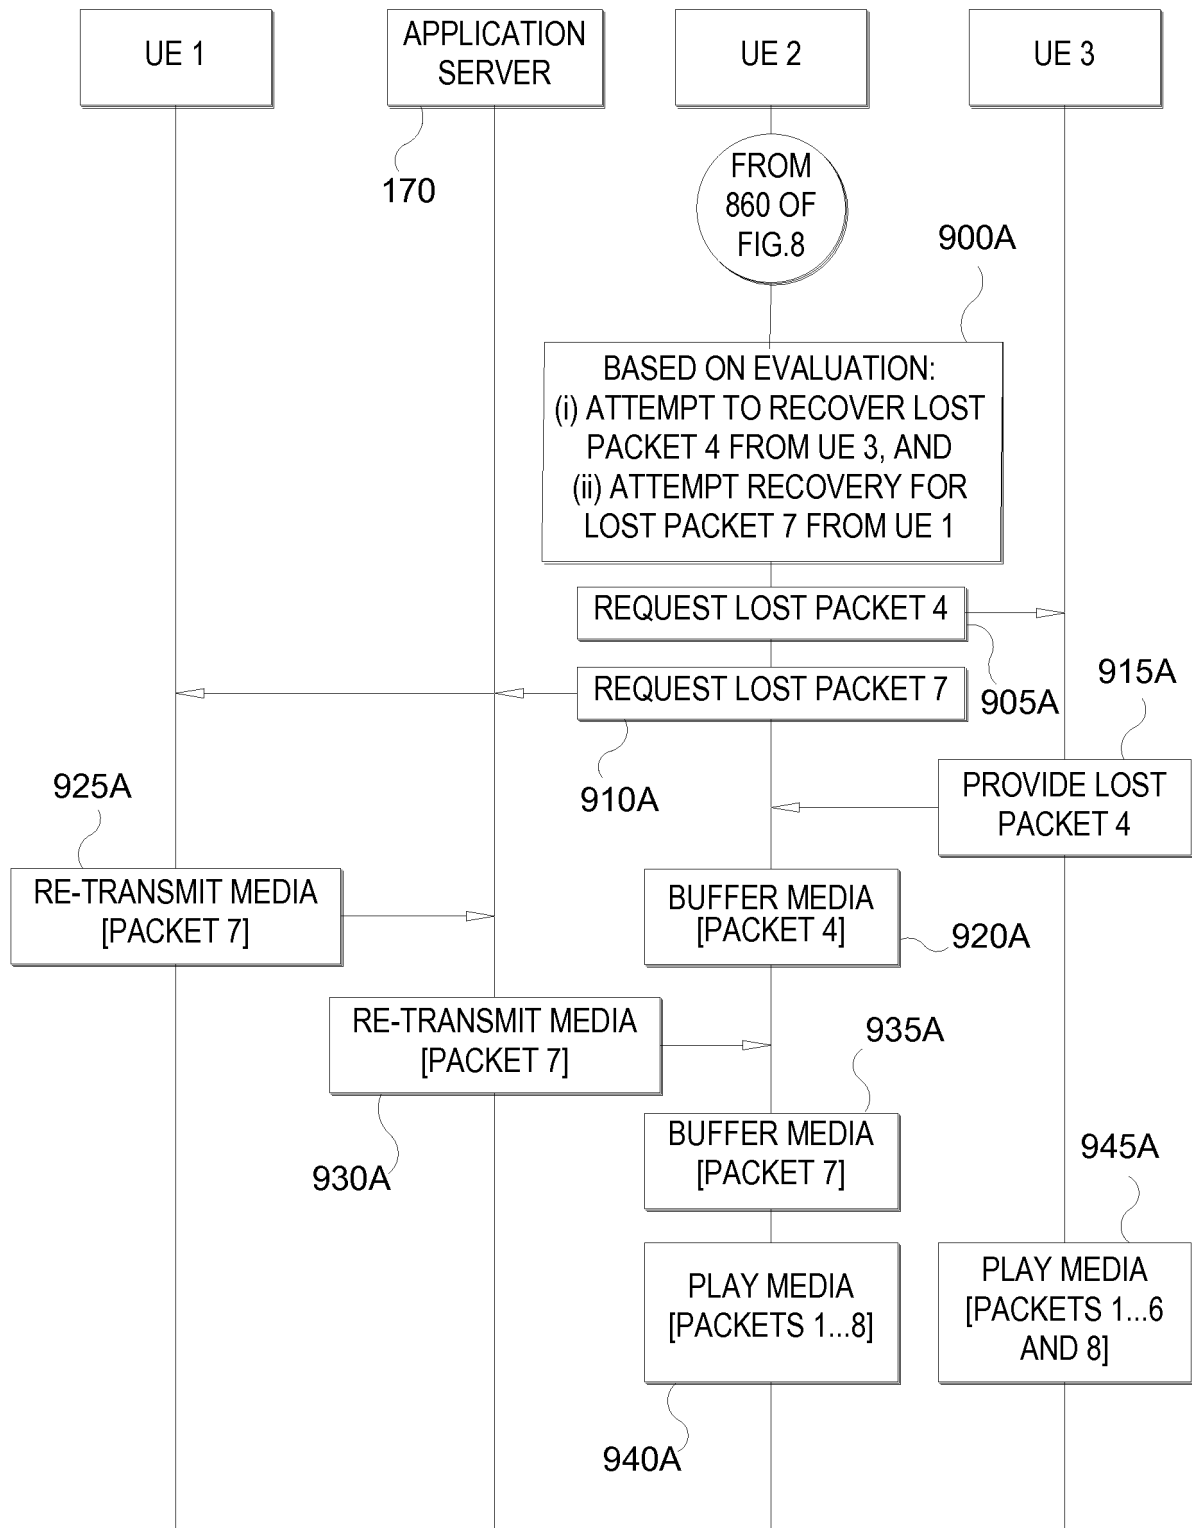 UE 1
APPLICATION
SERVER
UE 2
UE 3
170
FROM
860 OF
FIG.8
900A
BASED ON EVALUATION:
(i) ATTEMPT TO RECOVER LOST
PACKET 4 FROM UE 3, AND
(ii) ATTEMPT RECOVERY FOR
LOST PACKET 7 FROM UE 1
REQUEST LOST PACKET 4
905A
REQUEST LOST PACKET 7
910A
915A
PROVIDE LOST
PACKET 4
925A
RE-TRANSMIT MEDIA
[PACKET 7]
BUFFER MEDIA
[PACKET 4]
920A
RE-TRANSMIT MEDIA
[PACKET 7]
930A
935A
BUFFER MEDIA
[PACKET 7]
945A
PLAY MEDIA
[PACKETS 1...8]
940A
PLAY MEDIA
[PACKETS 1...6
AND 8]